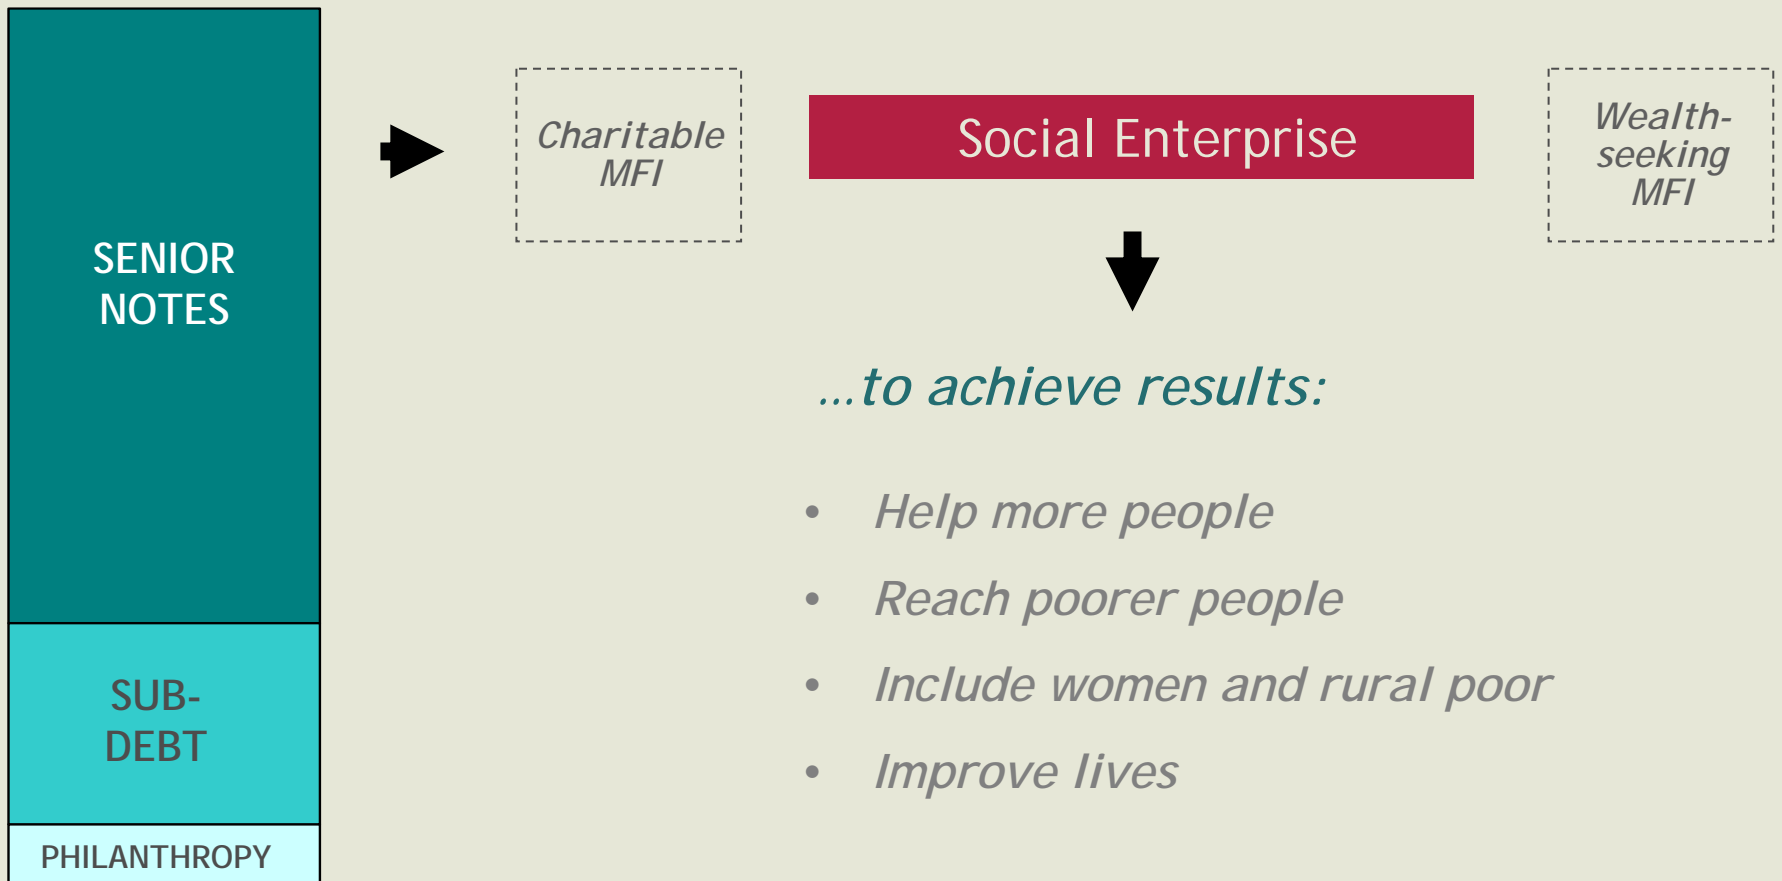 SENIOR
NOTES
SUB-
DEBT
PHILANTHROPY
Charitable
MFI
Social Enterprise
Wealth-
seeking
MFI
...to achieve results:
• Help more people
• Reach poorer people
• Include women and rural poor
• Improve lives